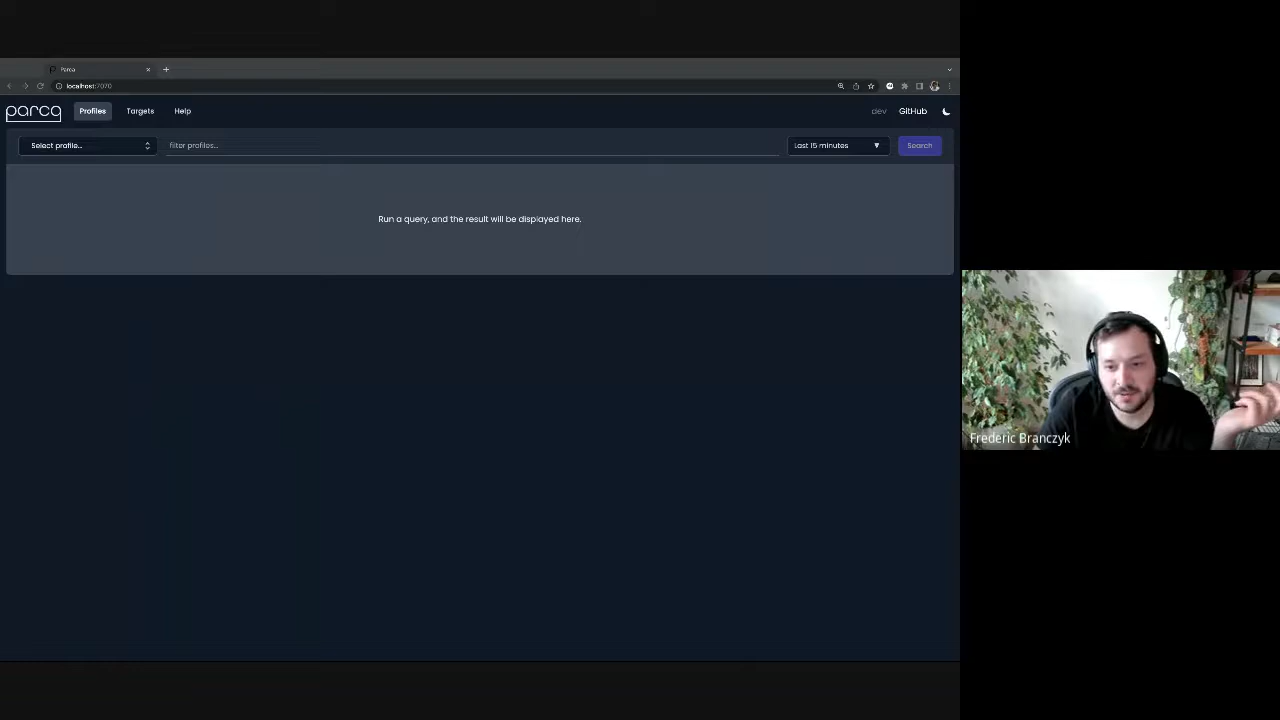 Parca
localhost:7070
parca
Profiles
Targets
Help
dev
GitHub
Select profile...
filter profiles...
Last 15 minutes
Search
Run a query, and the result will be displayed here.
Frederic Branczyk